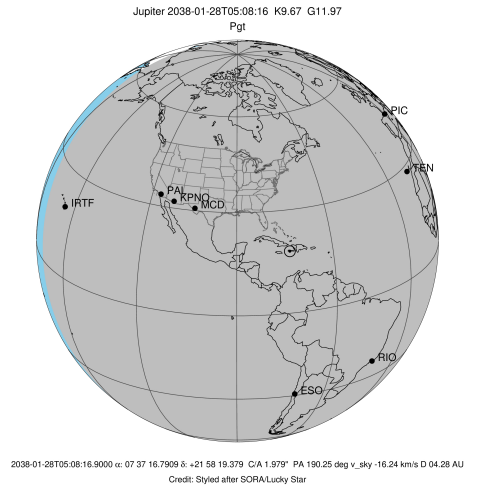 Jupiter 2038-01-28T05:08:16 K9.67 G11.97
Pgt
PIC
TEN
PAL
KPNO
MCD
IRTF
RIO
ESO
2038-01-28T05:08:16.9000 α: 07 37 16.7909 δ: +21 58 19.379 C/A 1.979" PA 190.25 deg v_sky -16.24 km/s D 04.28 AU
Credit: Styled after SORA/Lucky Star